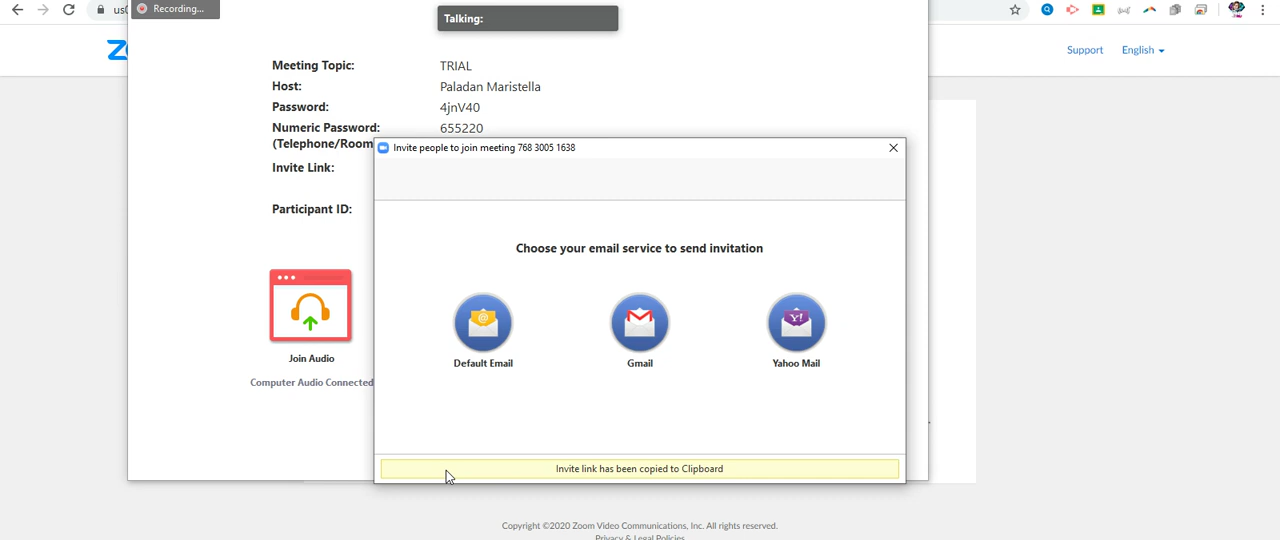 Recording...
Talking:
Support
English
Meeting Topic:
TRIAL
Host:
Paladan Maristella
Password:
4jnV40
Numeric Password:
655220
(Telephone/Room
Invite people to join meeting 768 3005 1638
Invite Link:
Participant ID:
Choose your email service to send invitation
Default Email
Gmail
Yahoo Mail
Join Audio
Computer Audio Connected
Invite link has been copied to Clipboard
Copyright ©2020 Zoom Video Communications, Inc. All rights reserved.
Privacy & Legal Policies